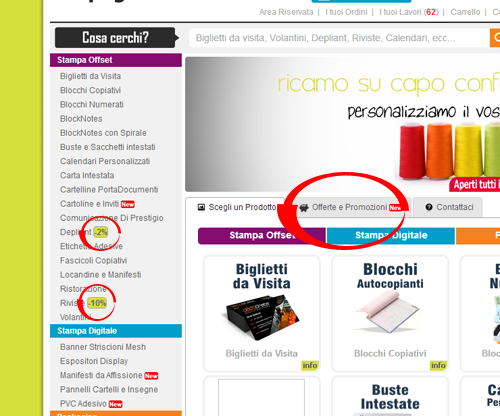 Area Riservata | I tuoi Ordini | I tuoi Lavori (62) | Carrello |
Cosa cerchi?
Biglietti da visita, Volantini, Depliant, Riviste, Calendari, ecc...
Stampa Offset
Biglietti da Visita
Blocchi Copiativi
Blocchi Numerati
BlockNotes
BlockNotes con Spirale
Buste e Sacchetti intestati
Calendari Personalizzati
Carta Intestata
Cartelline PortaDocumenti
Cartoline e Inviti New
Comunicazione Di Prestigio
Depliant -2%
Etichette Adesive
Fascicoli Copiativi
Locandine e Manifesti
Ristorazione
Riviste -10%
Volantini
Stampa Digitale
Banner Striscioni Mesh
Espositori Display
Manifesti da Affissione New
Pannelli Cartelli e Insegne
PVC Adesivo New
ricamo su capo conf
personalizziamo il vos
Aperti tutti i
Scegli un Prodotto
Offerte e Promozioni New
Contattaci
Stampa Offset
Stampa Digitale
Biglietti
da Visita
Biglietti da Visita
info
Blocchi
Autocopianti
Blocchi Copiativi
info
Buste
Intestate